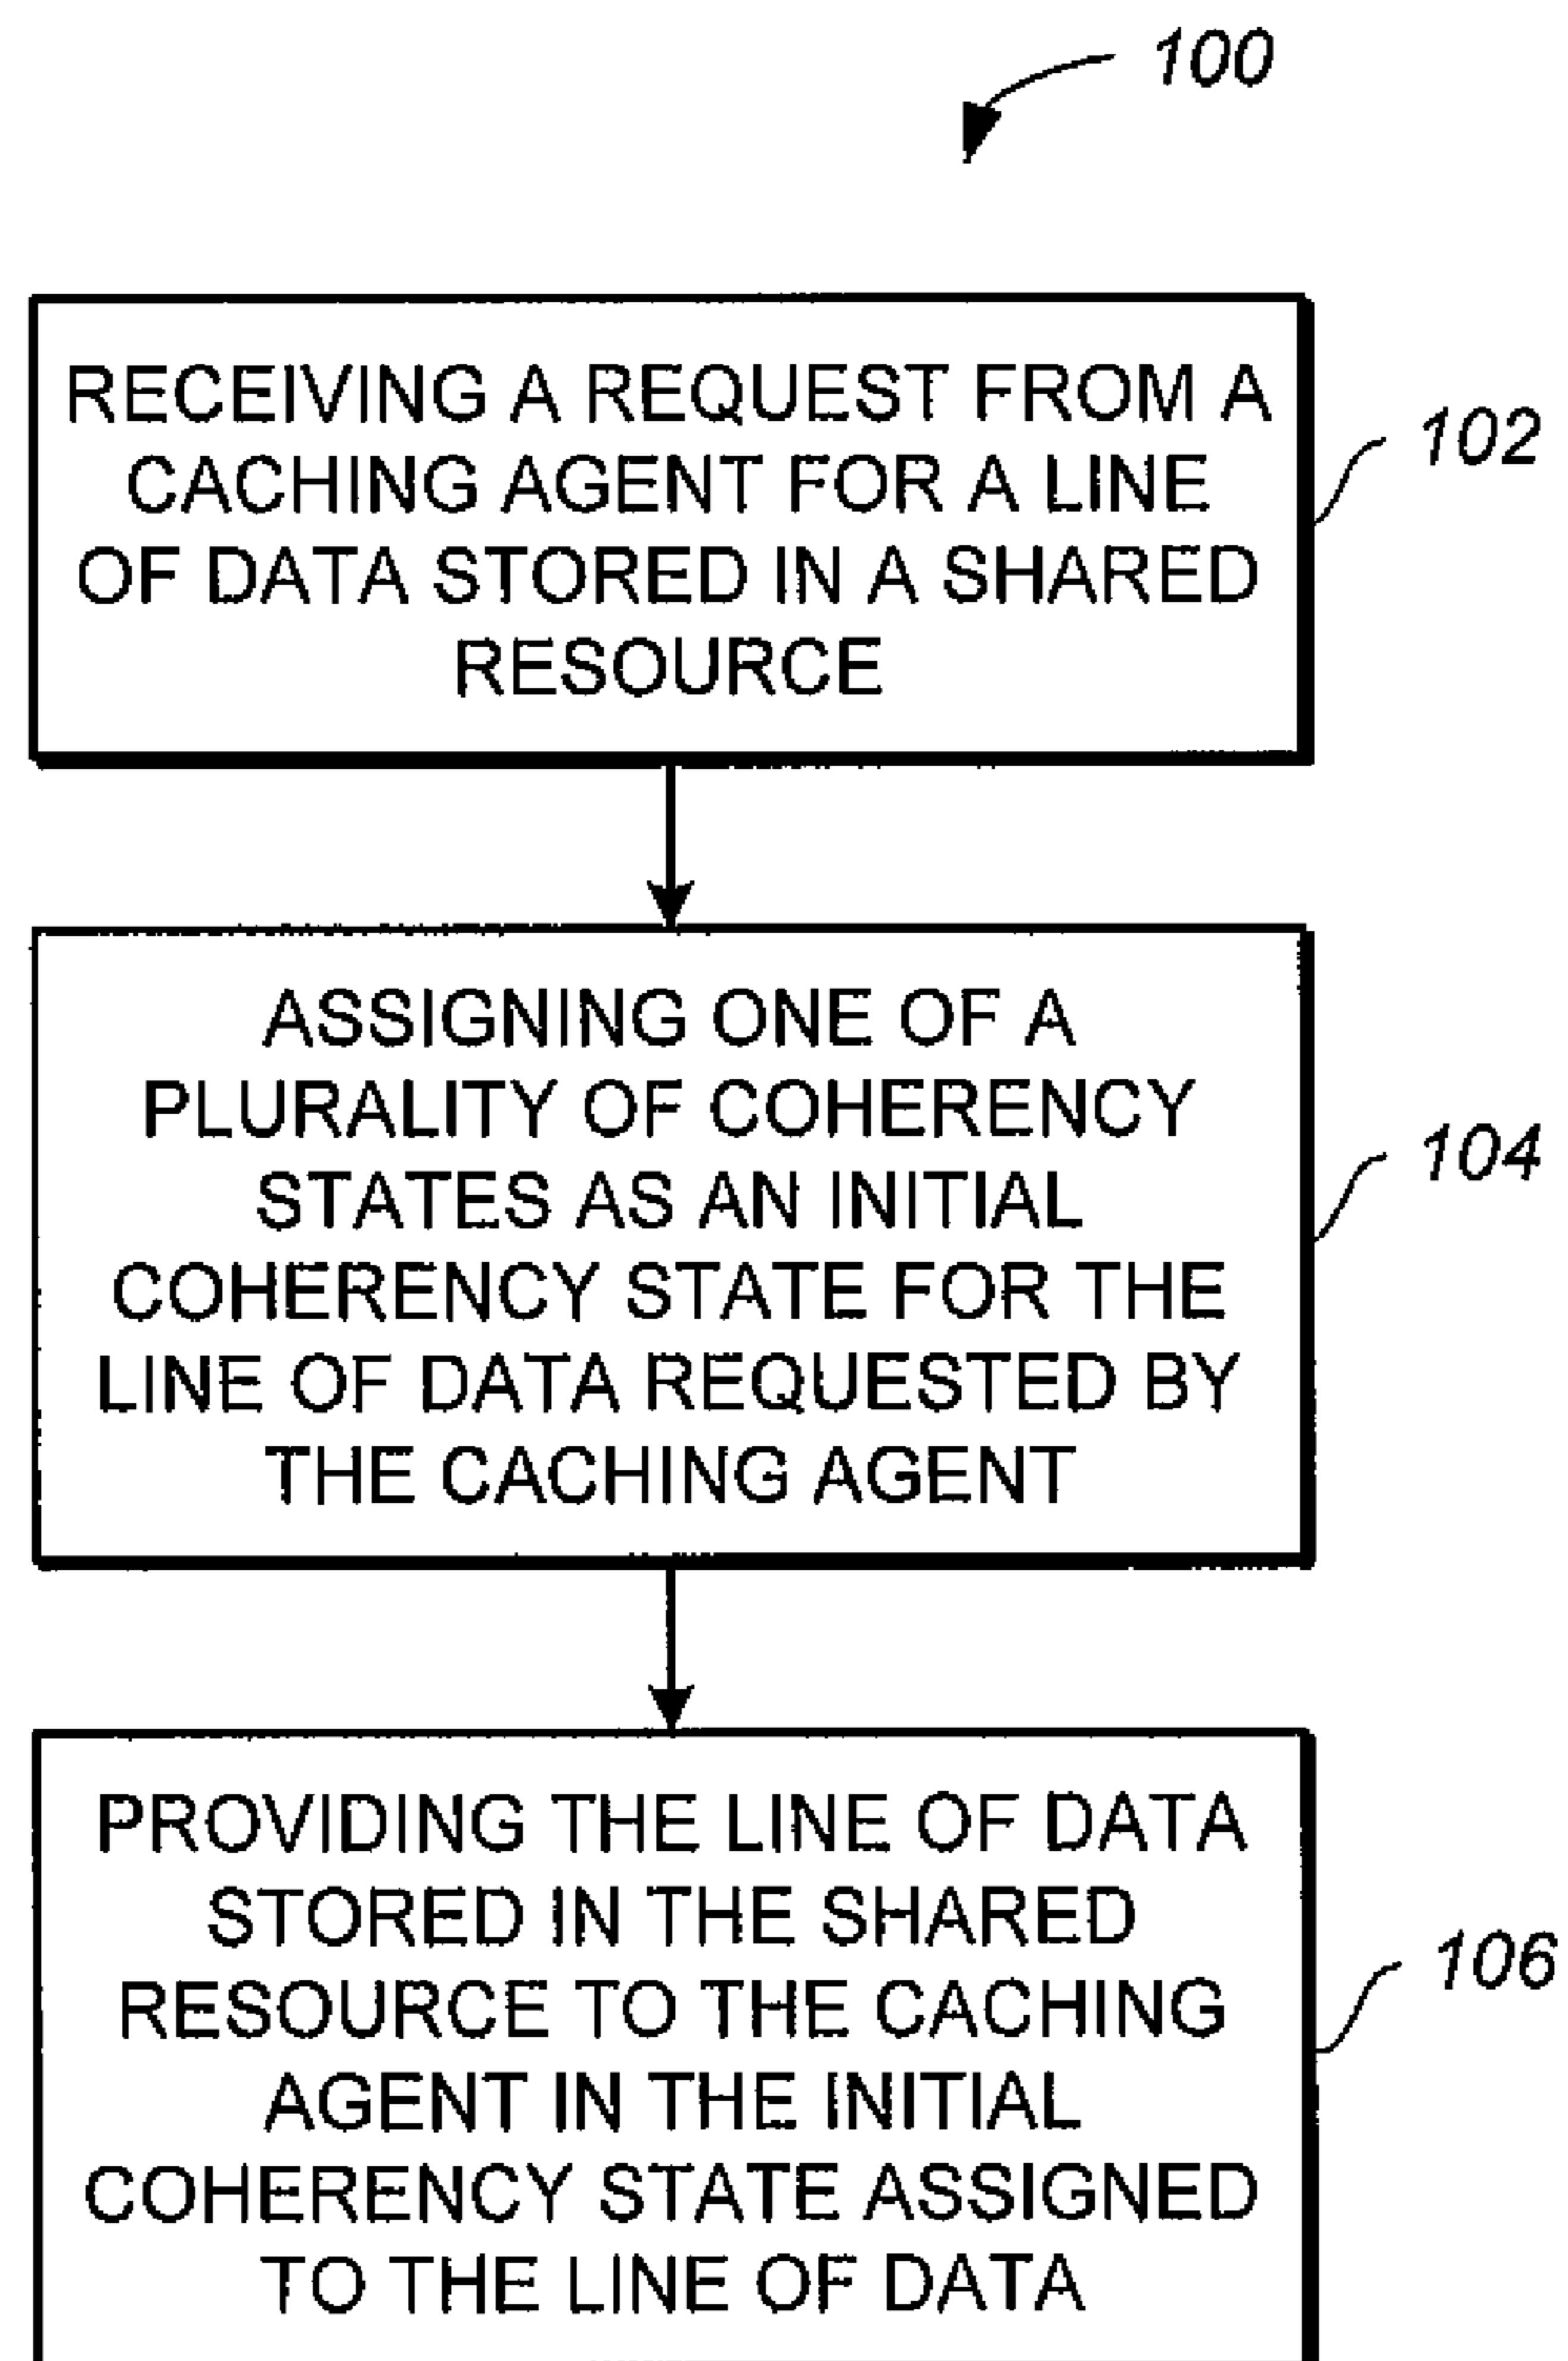 100
RECEIVING A REQUEST FROM A
CACHING AGENT FOR A LINE
OF DATA STORED IN A SHARED
RESOURCE
102
ASSIGNING ONE OF A
PLURALITY OF COHERENCY
STATES AS AN INITIAL
COHERENCY STATE FOR THE
LINE OF DATA REQUESTED BY
THE CACHING AGENT
104
PROVIDING THE LINE OF DATA
STORED IN THE SHARED
RESOURCE TO THE CACHING
AGENT IN THE INITIAL
COHERENCY STATE ASSIGNED
TO THE LINE OF DATA
106